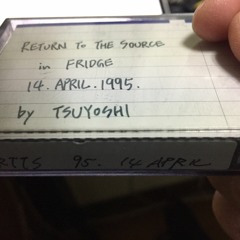 RETURN TO THE SOURCE
in FRIDGE
14. APRIL. 1995.
by TSUYOSHI
RTTS 95. 14 APRIL